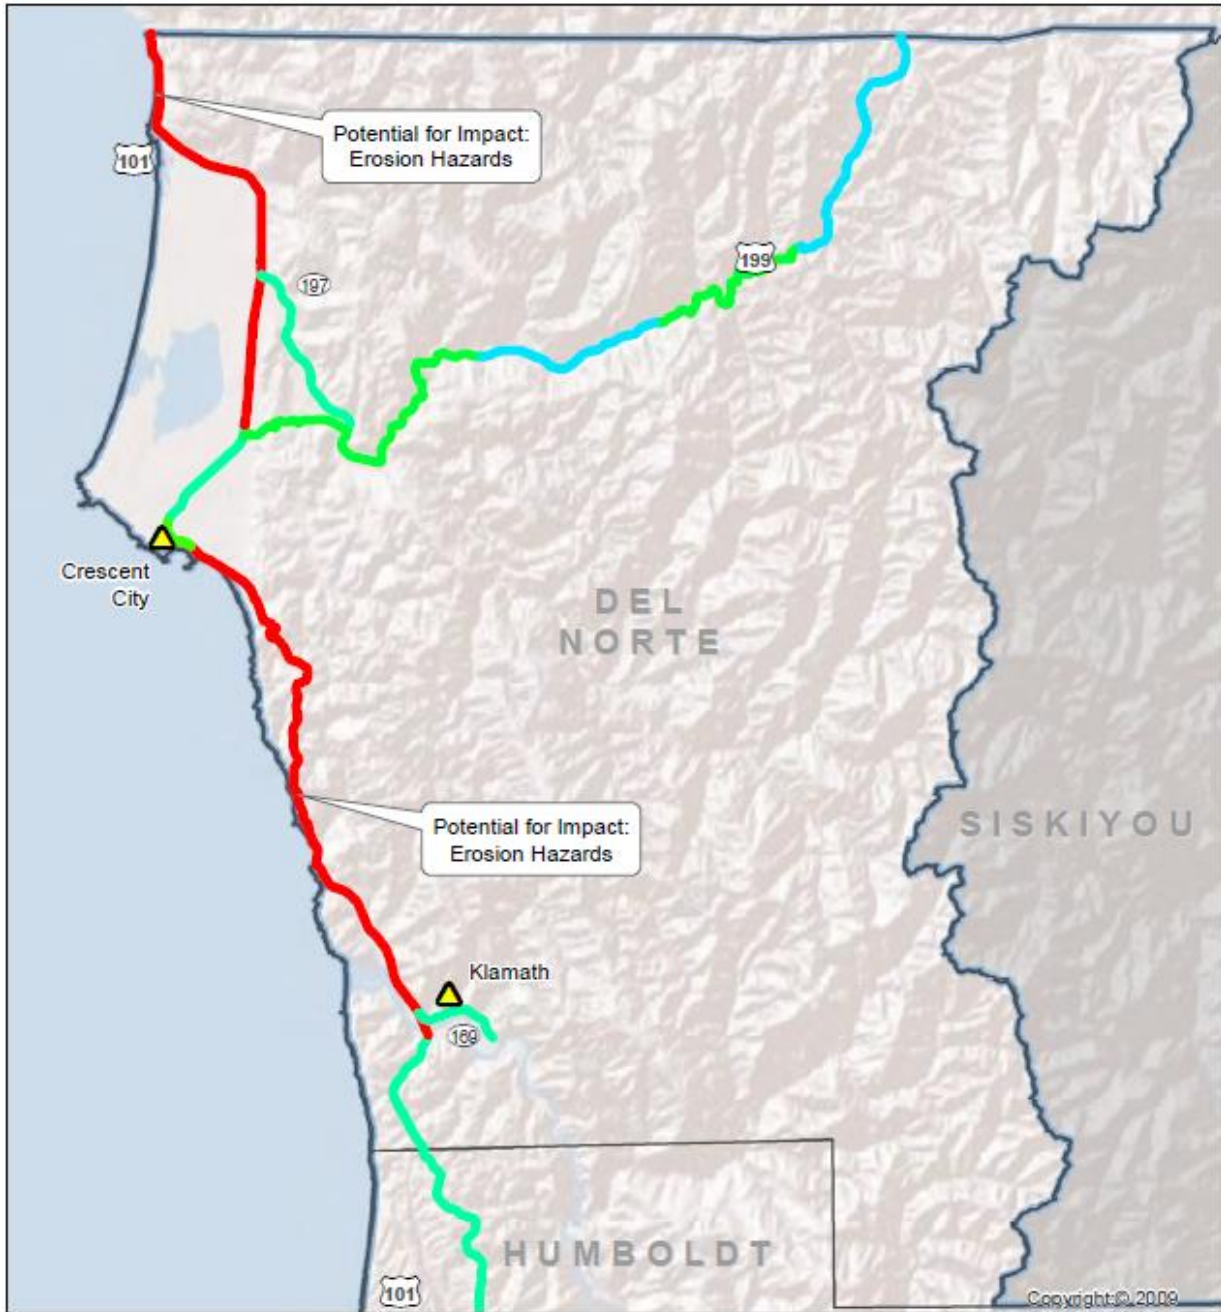 Potential for Impact:
Erosion Hazards
101
199
197
Crescent
City
DEL
NORTE
SISKIYOU
Potential for Impact:
Erosion Hazards
Klamath
169
HUMBOLDT
101
Copyright:© 2009